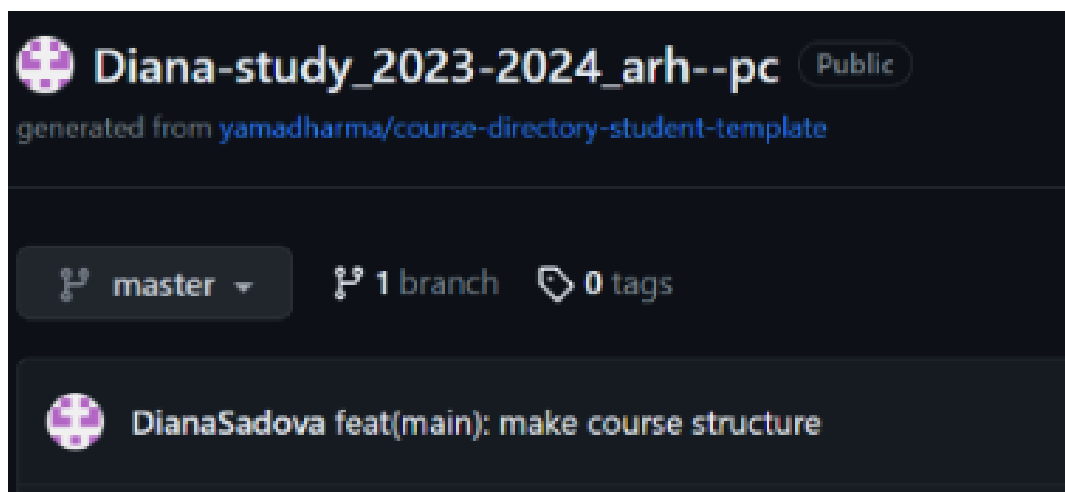 Diana-study_2023-2024_arh--pc Public
generated from yamadharma/course-directory-student-template
master 1 branch 0 tags
DianaSadova feat(main): make course structure